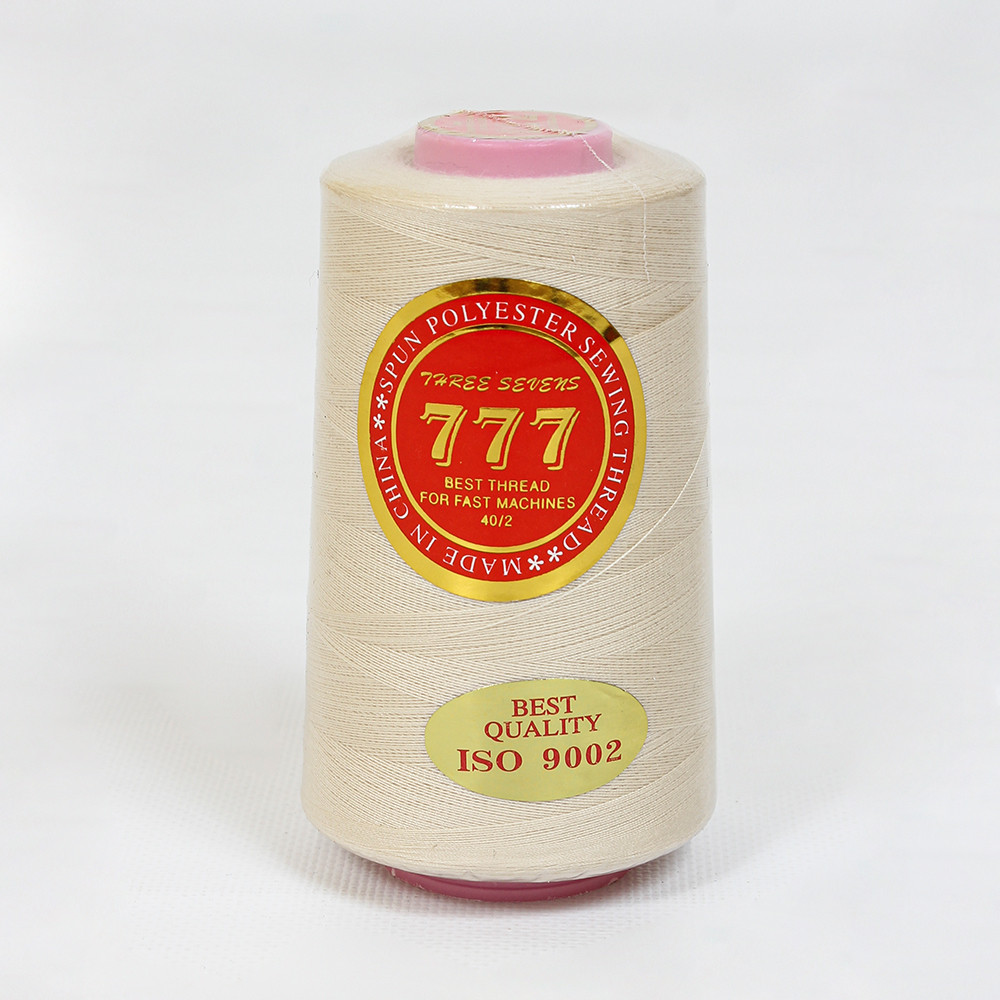 **SPUN POLYESTER SEWING THREAD**
MADE IN CHINA
THREE SEVENS
777
BEST THREAD
FOR FAST MACHINES
40/2
BEST
QUALITY
ISO 9002